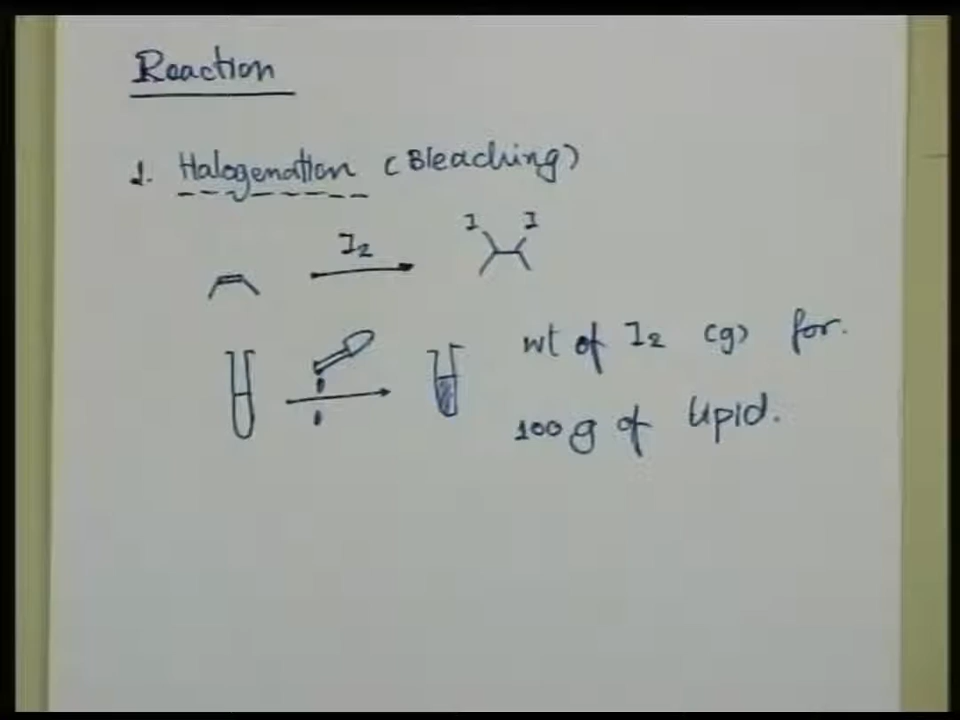 Reaction
1. Halogenation (Bleaching)
I I
I2
wt of I2 (g) for.
100 g of lipid.